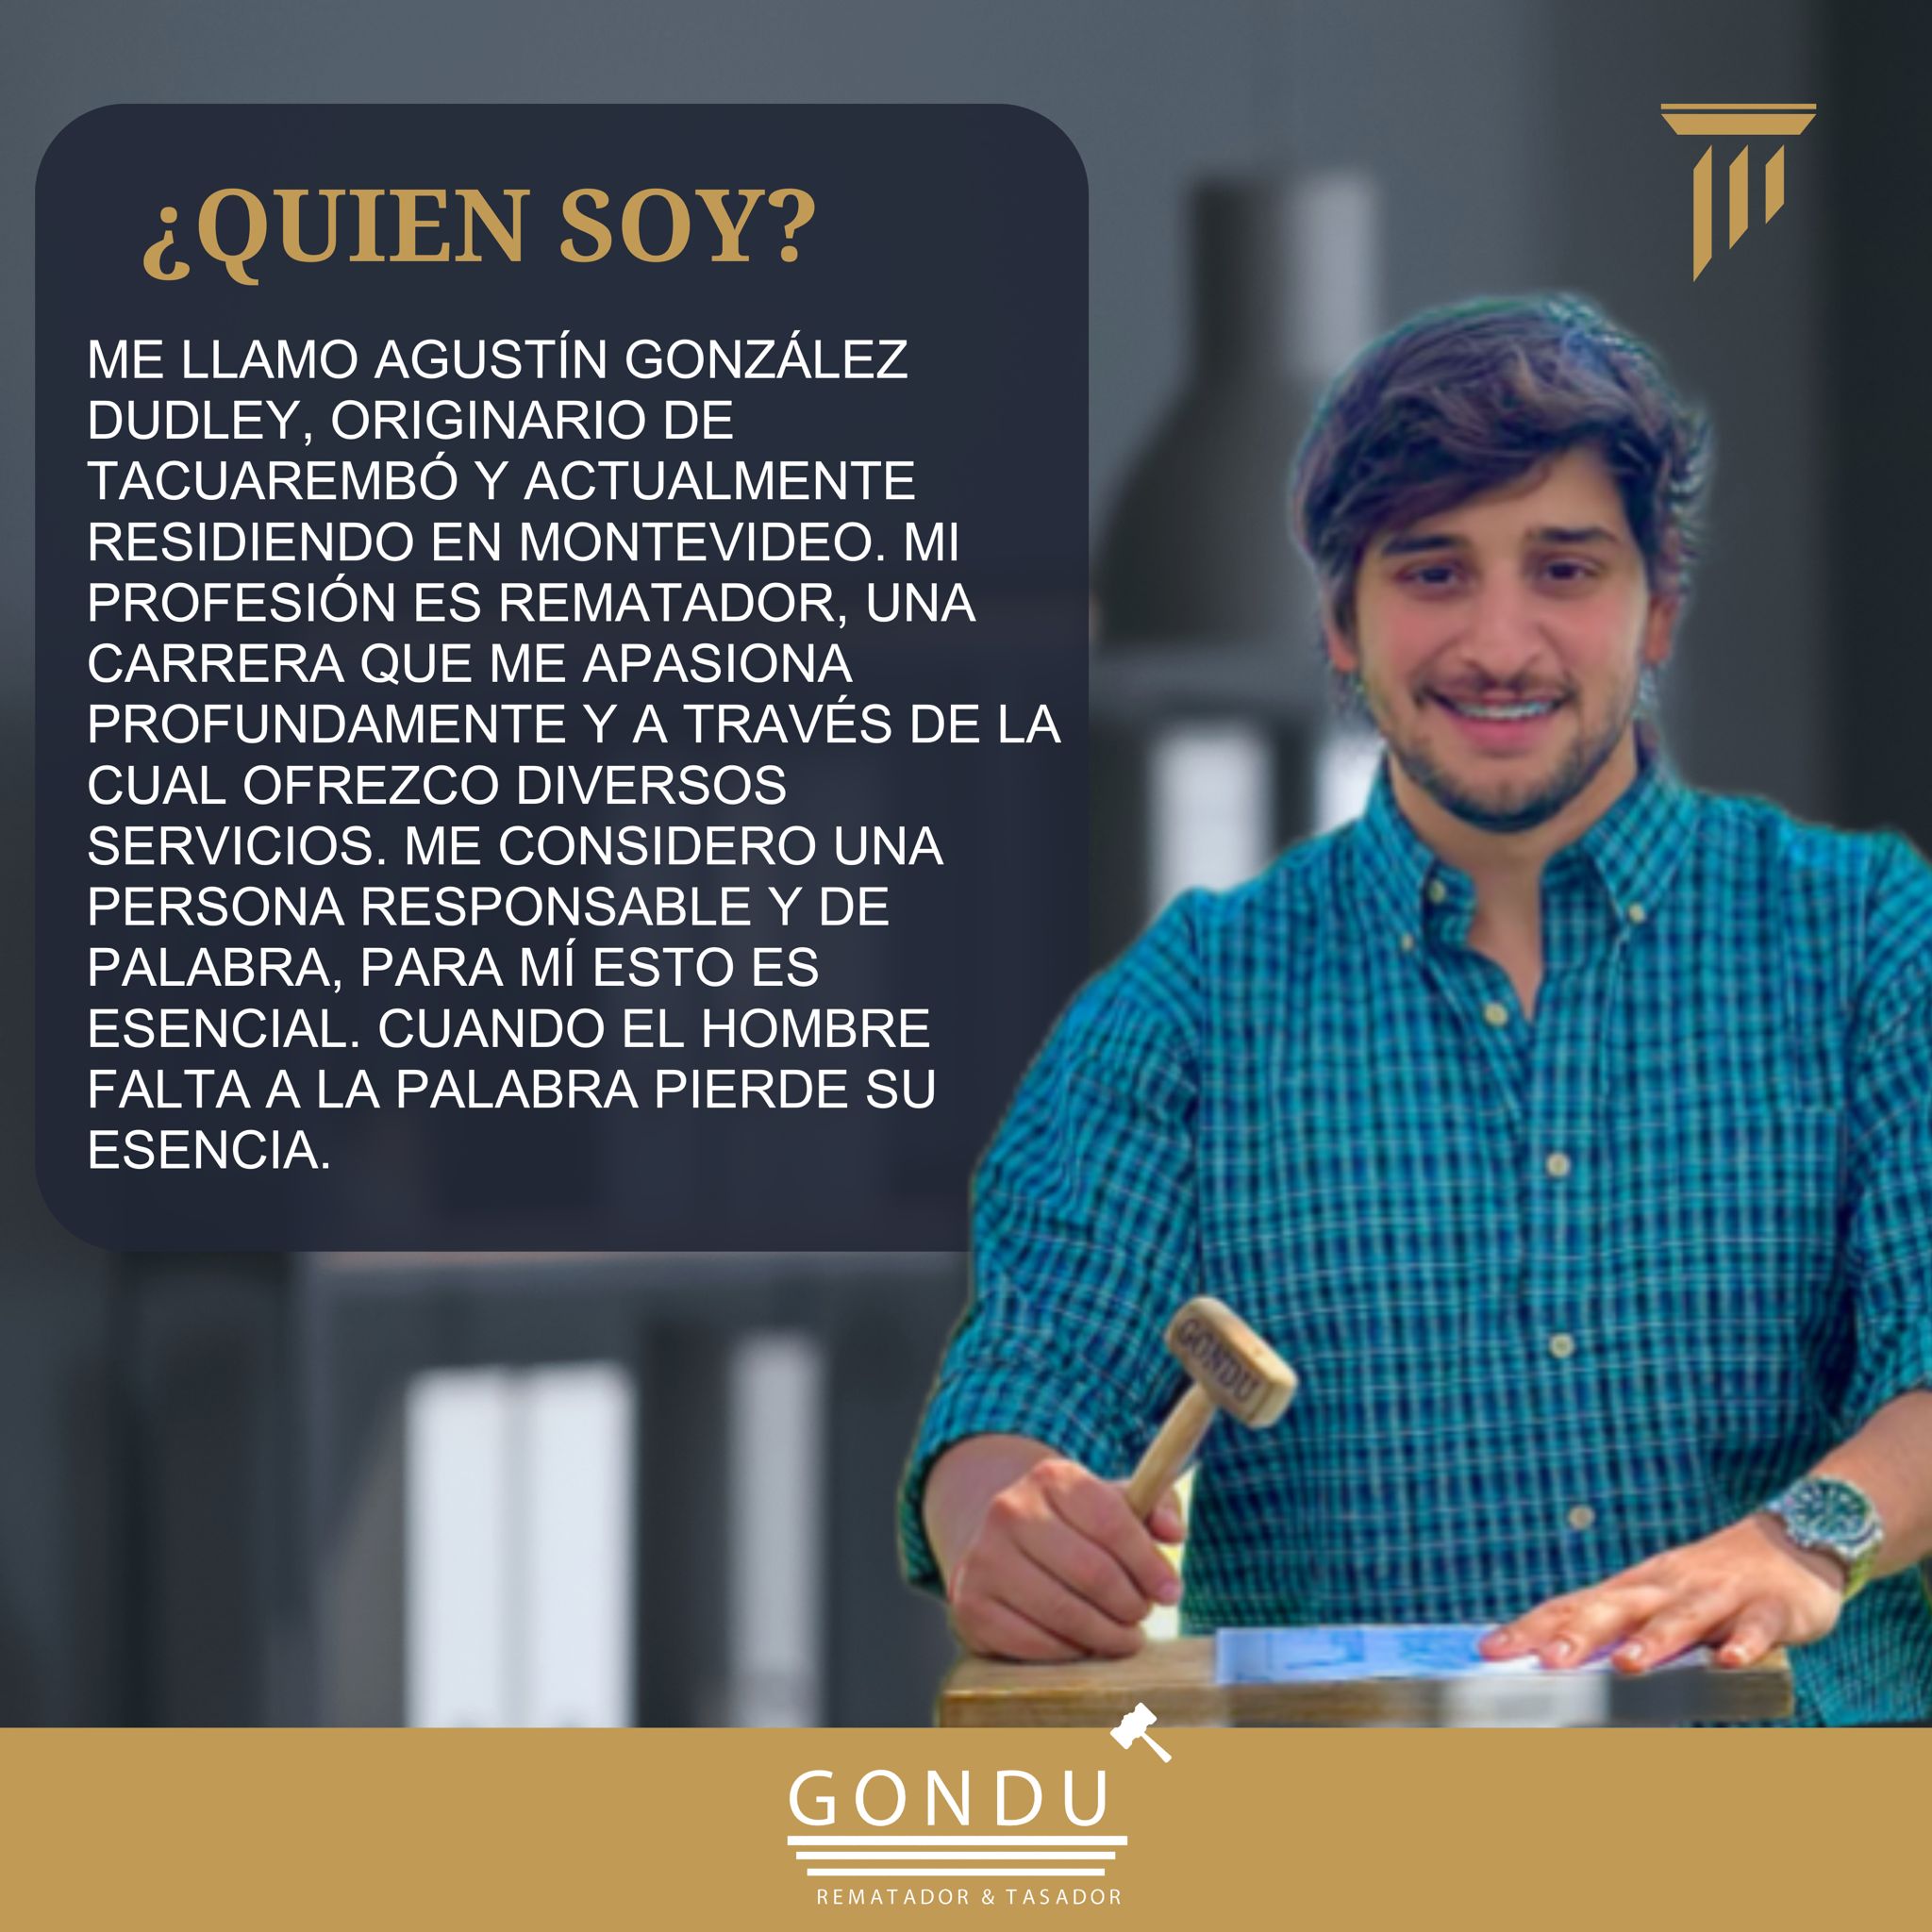 ¿QUIEN SOY?
ME LLAMO AGUSTÍN GONZÁLEZ
DUDLEY, ORIGINARIO DE
TACUAREMBÓ Y ACTUALMENTE
RESIDIENDO EN MONTEVIDEO. MI
PROFESIÓN ES REMATADOR, UNA
CARRERA QUE ME APASIONA
PROFUNDAMENTE Y A TRAVÉS DE LA
CUAL OFREZCO DIVERSOS
SERVICIOS. ME CONSIDERO UNA
PERSONA RESPONSABLE Y DE
PALABRA, PARA MÍ ESTO ES
ESENCIAL. CUANDO EL HOMBRE
FALTA A LA PALABRA PIERDE SU
ESENCIA.
GONDU
GONDU
REMATADOR & TASADOR